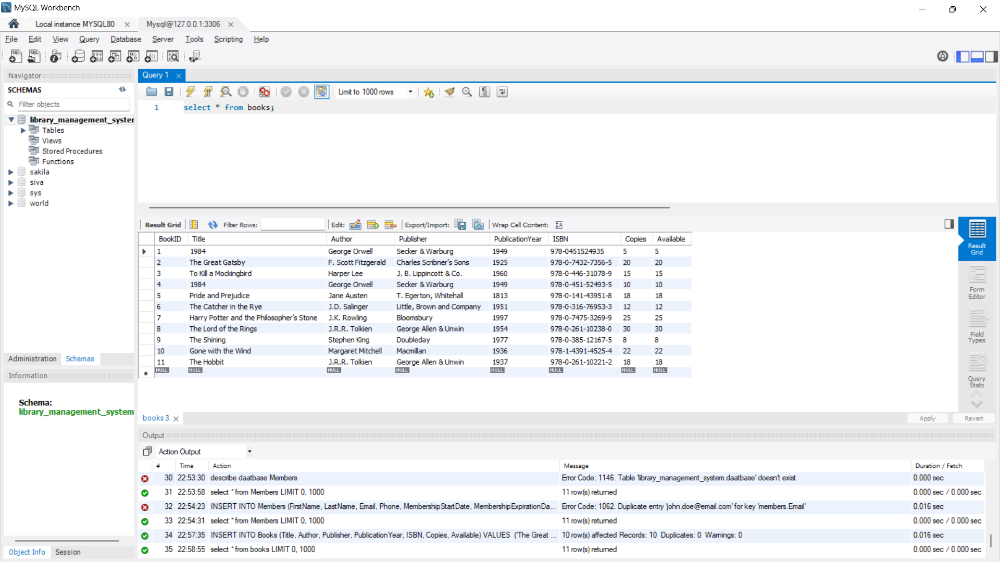 MySQL Workbench
Local instance MYSQL80
Mysql@127.0.0.1:3306
File Edit View Query Database Server Tools Scripting Help
Navigator
SCHEMAS
Filter objects
library_management_syster
Tables
Views
Stored Procedures
Functions
sakila
siva
sys
world
Administration Schemas
Information
Schema:
library_management_system
Object Info Session
Query 1
Limit to 1000 rows
1 select * from books;
Result Grid Filter Rows: Edit: Export/Import: Wrap Cell Content:
BookID Title Author Publisher PublicationYear ISBN Copies Available
1 1984 George Orwell Secker & Warburg 1949 978-0451524935 5 5
2 The Great Gatsby F. Scott Fitzgerald Charles Scribner's Sons 1925 978-0-7432-7356-5 20 20
3 To Kill a Mockingbird Harper Lee J. B. Lippincott & Co. 1960 978-0-446-31078-9 15 15
4 1984 George Orwell Secker & Warburg 1949 978-0-451-52493-5 10 10
5 Pride and Prejudice Jane Austen T. Egerton, Whitehall 1813 978-0-141-43951-8 18 18
6 The Catcher in the Rye J.D. Salinger Little, Brown and Company 1951 978-0-316-76953-3 12 12
7 Harry Potter and the Philosopher's Stone J.K. Rowling Bloomsbury 1997 978-0-7475-3269-9 25 25
8 The Lord of the Rings J.R.R. Tolkien George Allen & Unwin 1954 978-0-261-10238-0 30 30
9 The Shining Stephen King Doubleday 1977 978-0-385-12167-5 8 8
10 Gone with the Wind Margaret Mitchell Macmillan 1936 978-1-4391-4525-4 22 22
11 The Hobbit J.R.R. Tolkien George Allen & Unwin 1937 978-0-261-10221-2 18 18
NULL NULL NULL NULL NULL NULL NULL NULL
Result
Grid
Form
Editor
Field
Types
Query
Stats
books 3
Apply Revert
Output
Action Output
# Time Action Message Duration / Fetch
30 22:53:30 describe daatbase Members Error Code: 1146. Table 'library_management_system.daatbase' doesn't exist 0.000 sec
31 22:53:58 select * from Members LIMIT 0, 1000 11 row(s) returned 0.000 sec / 0.000 sec
32 22:54:23 INSERT INTO Members (FirstName, LastName, Email, Phone, MembershipStartDate, MembershipExpirationDa... Error Code: 1062. Duplicate entry 'john.doe@email.com' for key 'members.Email' 0.016 sec
33 22:54:31 select * from Members LIMIT 0, 1000 11 row(s) returned 0.000 sec / 0.000 sec
34 22:57:35 INSERT INTO Books (Title, Author, Publisher, PublicationYear, ISBN, Copies, Available) VALUES ('The Great ... 10 row(s) affected Records: 10 Duplicates: 0 Warnings: 0 0.016 sec
35 22:58:55 select * from books LIMIT 0, 1000 11 row(s) returned 0.000 sec / 0.000 sec